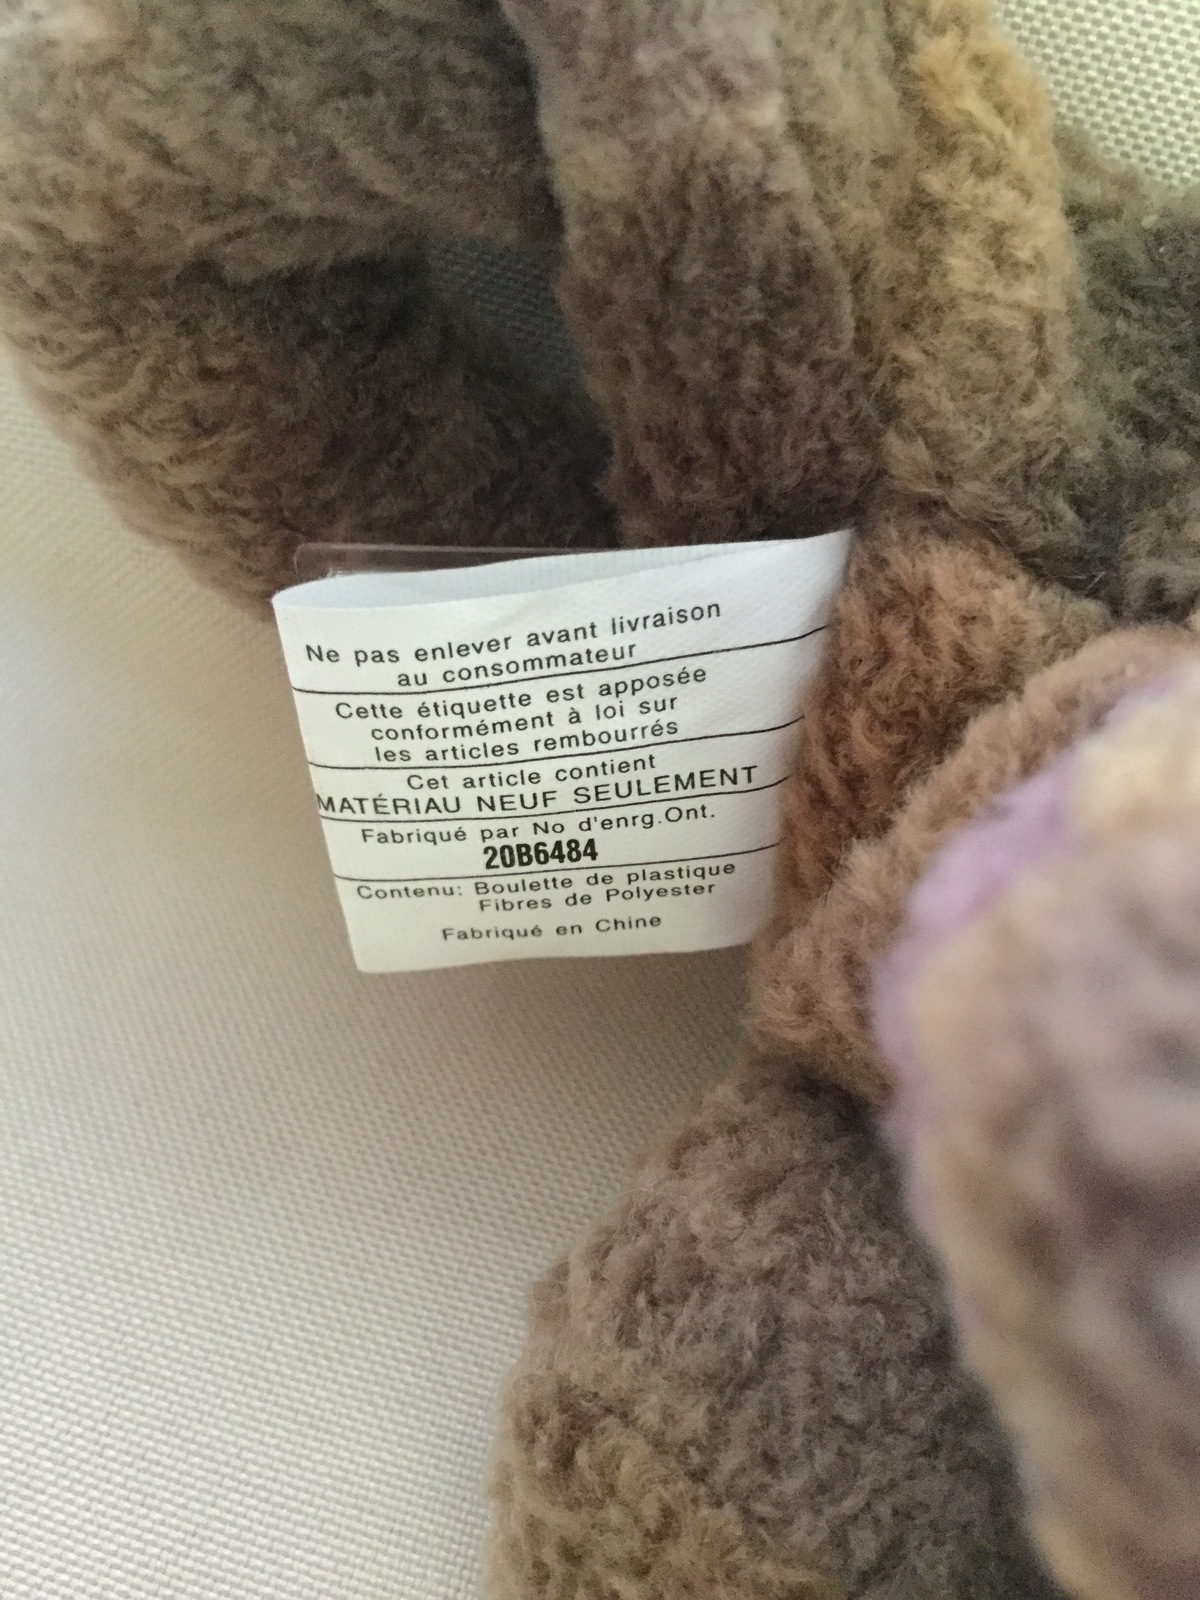 Ne pas enlever avant livraison
au consommateur
Cette étiquette est apposée
conformément à loi sur
les articles rembourrés
Cet article contient
MATÉRIAU NEUF SEULEMENT
Fabriqué par No d'enrg.Ont.
20B6484
Contenu: Boulette de plastique
Fibres de Polyester
Fabriqué en Chine